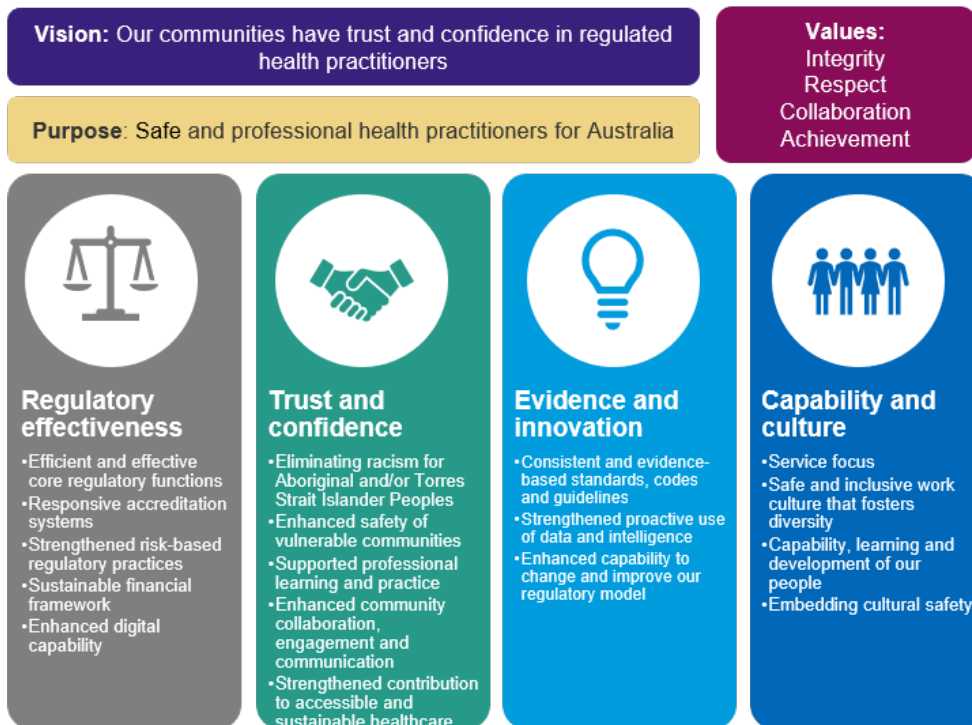 Vision: Our communities have trust and confidence in regulated
health practitioners
Purpose: Safe and professional health practitioners for Australia
Values:
Integrity
Respect
Collaboration
Achievement
Regulatory
effectiveness
•Efficient and effective
core regulatory functions
•Responsive accreditation
systems
•Strengthened risk-based
regulatory practices
•Sustainable financial
framework
•Enhanced digital
capability
Trust and
confidence
•Eliminating racism for
Aboriginal and/or Torres
Strait Islander Peoples
•Enhanced safety of
vulnerable communities
•Supported professional
learning and practice
•Enhanced community
collaboration,
engagement and
communication
•Strengthened contribution
to accessible and
sustainable healthcare
Evidence and
innovation
•Consistent and evidence-
based standards, codes
and guidelines
•Strengthened proactive use
of data and intelligence
•Enhanced capability to
change and improve our
regulatory model
Capability and
culture
•Service focus
•Safe and inclusive work
culture that fosters
diversity
•Capability, learning and
development of our
people
•Embedding cultural safety